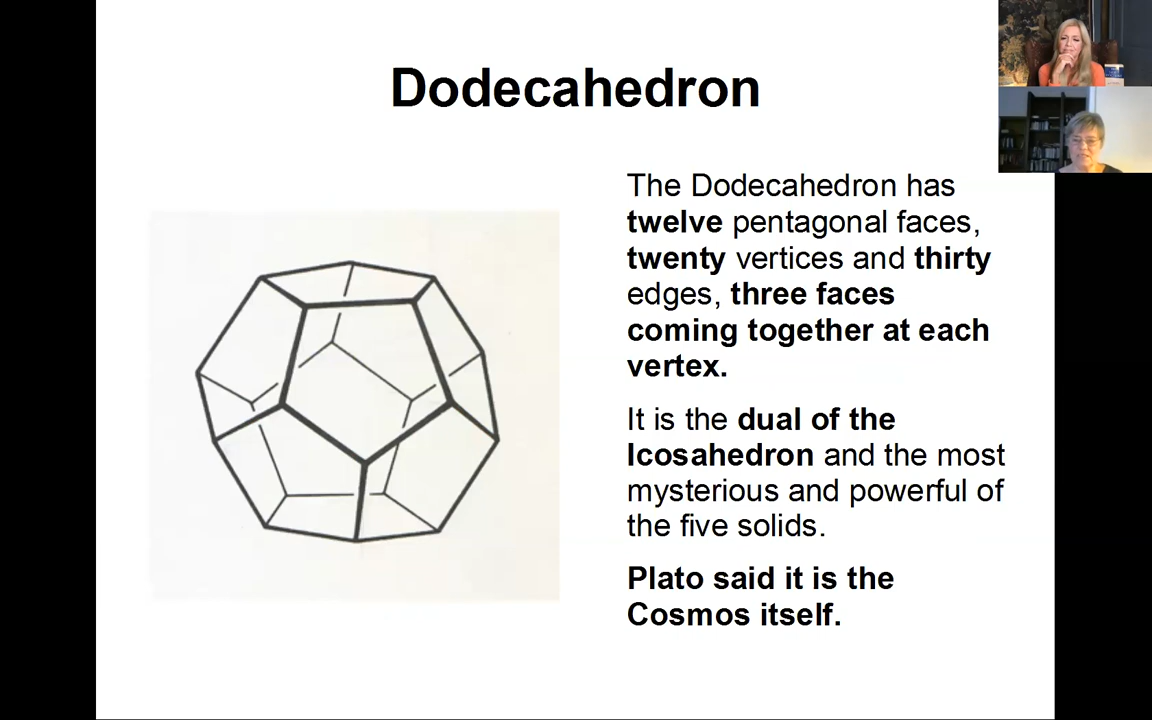 Dodecahedron
The Dodecahedron has
twelve pentagonal faces,
twenty vertices and thirty
edges, three faces
coming together at each
vertex.
It is the dual of the
Icosahedron and the most
mysterious and powerful of
the five solids.
Plato said it is the
Cosmos itself.